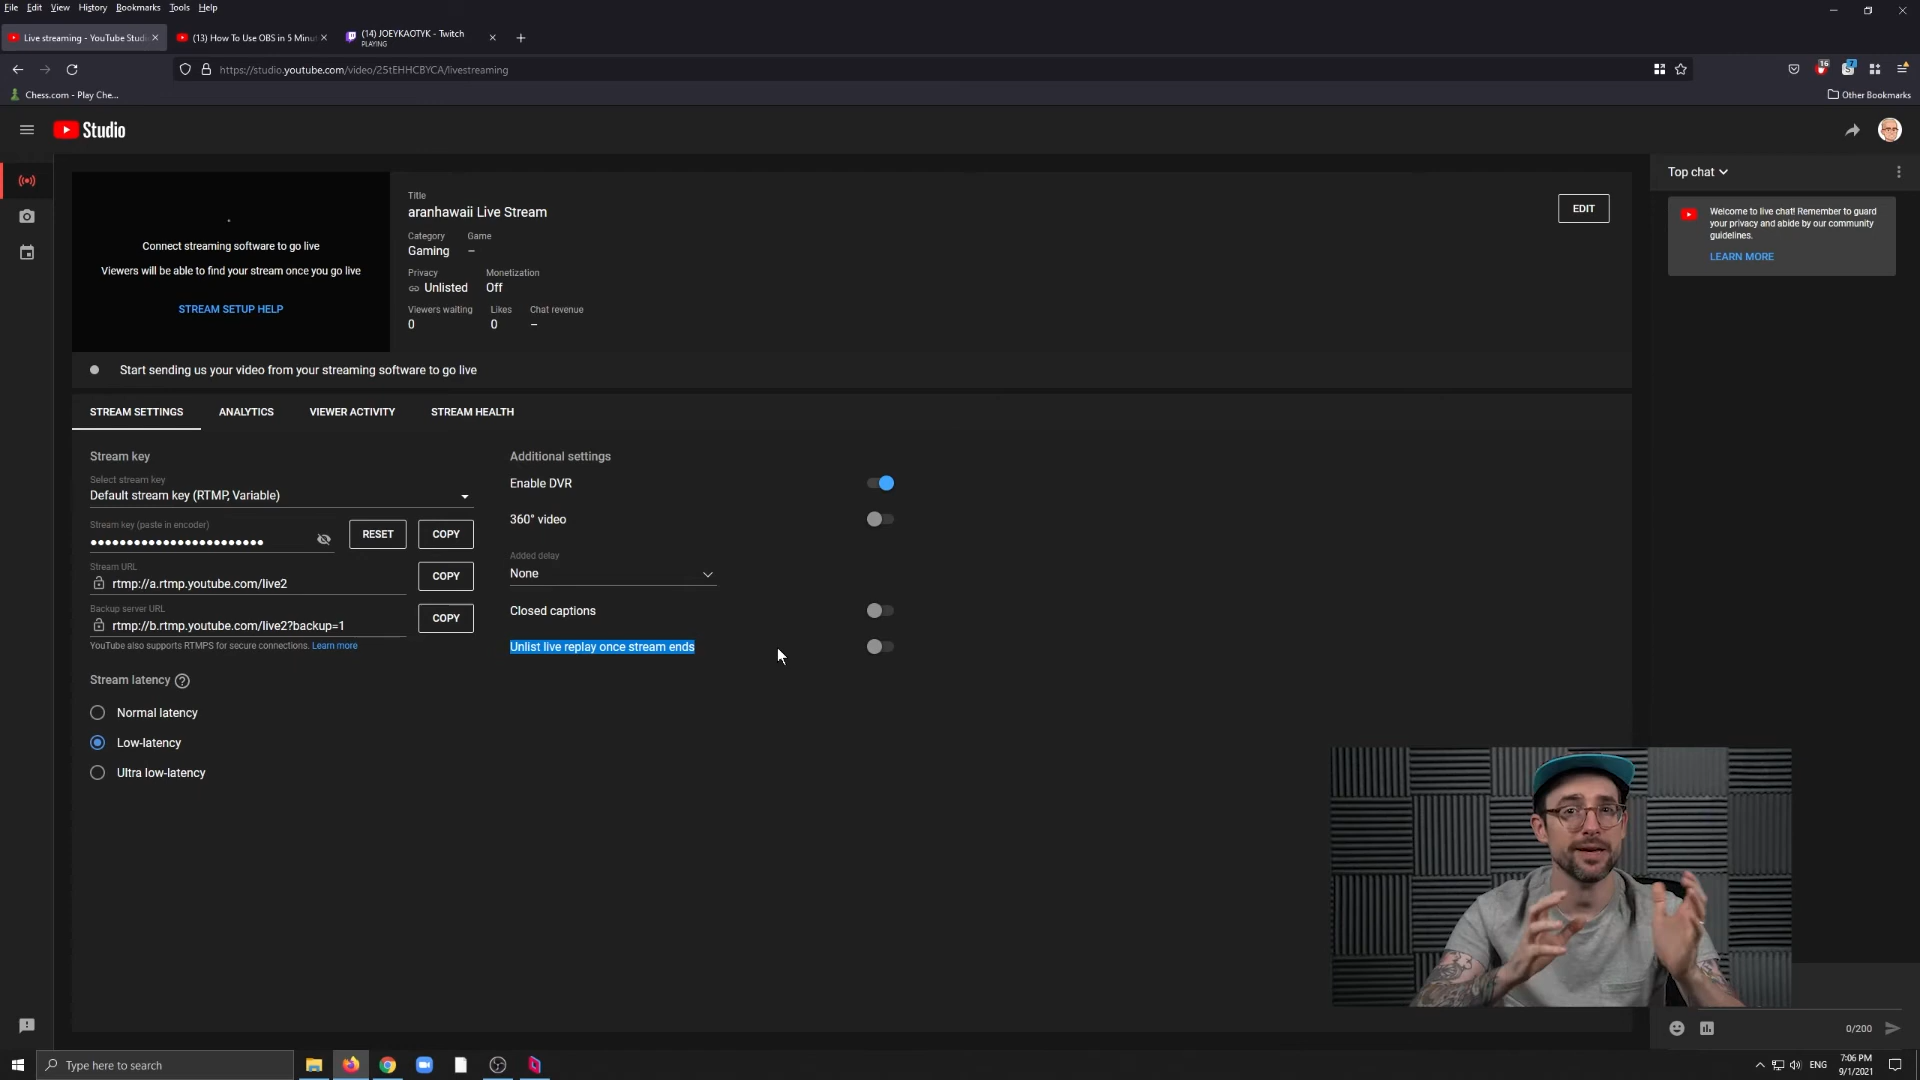 File Edit View History Bookmarks Tools Help
Live streaming - YouTube Studi
(13) How To Use OBS in 5 Minut
(14) JOEYKAOTYK - Twitch
PLAYING
https://studio.youtube.com/video/25tEHHCBYCA/livestreaming
16
7
Chess.com - Play Che...
Other Bookmarks
Studio
Connect streaming software to go live
Viewers will be able to find your stream once you go live
STREAM SETUP HELP
Title
aranhawaii Live Stream
EDIT
Category Game
Gaming –
Privacy Monetization
Unlisted Off
Viewers waiting Likes Chat revenue
0 0 –
Start sending us your video from your streaming software to go live
Top chat
Welcome to live chat! Remember to guard
your privacy and abide by our community
guidelines.
LEARN MORE
STREAM SETTINGS ANALYTICS VIEWER ACTIVITY STREAM HEALTH
Stream key
Select stream key
Default stream key (RTMP, Variable)
Stream key (paste in encoder)
RESET COPY
Stream URL
rtmp://a.rtmp.youtube.com/live2
COPY
Backup server URL
rtmp://b.rtmp.youtube.com/live2?backup=1
COPY
YouTube also supports RTMPS for secure connections. Learn more
Stream latency
Normal latency
Low-latency
Ultra low-latency
Additional settings
Enable DVR
360° video
Added delay
None
Closed captions
Unlist live replay once stream ends
0/200
Type here to search
ENG
7:06 PM
9/1/2021